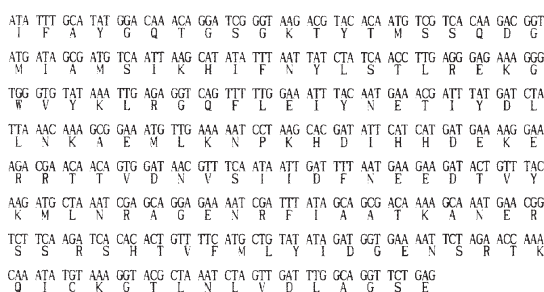 ATA TTT GCA TAT GGA CAA ACA GGA TCG GGT AAG ACG TAC ACA ATG TCG TCA CAA GAC GGT
I F A Y G Q T G S G K T Y T M S S Q D G
ATG ATA GCG ATG TCA ATT AAG CAT ATA TTT AAT TAT CTA TCA ACC TTG AGG GAG AAA GGG
M I A M S I K H I F N Y L S T L R E K G
TGG GTG TAT AAA TTG AGA GGT CAG TTT TTG GAA ATT TAC AAT GAA ACG ATT TAT GAT CTA
W V Y K L R G Q F L E I Y N E T I Y D L
TTA AAC AAA GCG GAA ATG TTG AAA AAT CCT AAG CAC GAT ATT CAT CAT GAT GAA AAG GAA
L N K A E M L K N P K H D I H H D E K E
AGA CGA ACA ACA GTG GAT AAC GTT TCA ATA ATT GAT TTT AAT GAA GAA GAT ACT GTT TAC
R R T T V D N V S I I D F N E E D T V Y
AAG ATG CTA AAT CGA GCA GGA GAA AAT CGA TTT ATA GCA GCG ACA AAA GCA AAT GAA CGG
K M L N R A G E N R F I A A T K A N E R
TCT TCA AGA TCA CAC ACT GTT TTC ATG CTG TAT ATA GAT GGT GAA AAT TCT AGA ACC AAA
S S R S H T V F M L Y I D G E N S R T K
CAA ATA TGT AAA GGT ACG CTA AAT CTA GTT GAT TTG GCA GGT TCT GAG
Q I C K G T L N L V D L A G S E